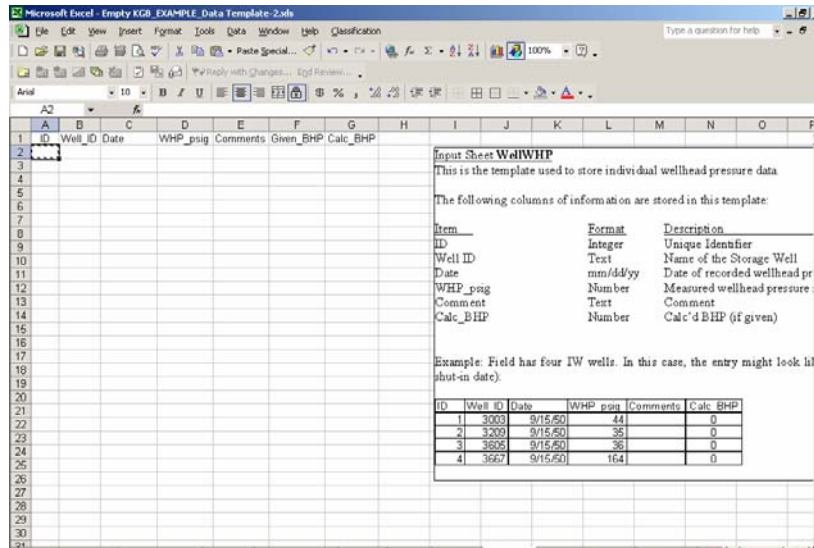 Microsoft Excel - Empty KGB_EXAMPLE_Data Template-2.xls
File Edit View Insert Format Tools Data Window Help Classification
Type a question for help
Paste Special... 100%
Reply with Changes... End Review...
Arial 10 B I U $ % ,
A2 fx
A B C D E F G H I J K L M N O
1 ID Well_ID Date WHP_psig Comments Given_BHP Calc_BHP
2
3
4
5
6
7
8
9
10
11
12
13
14
15
16
17
18
19
20
21
22
23
24
25
26
27
28
29
30
31
Input Sheet WellWHP
This is the template used to store individual wellhead pressure data
The following columns of information are stored in this template:
Item Format Description
ID Integer Unique Identifier
Well ID Text Name of the Storage Well
Date mm/dd/yy Date of recorded wellhead pr
WHP_psig Number Measured wellhead pressure
Comment Text Comment
Calc_BHP Number Calc'd BHP (if given)
Example: Field has four IW wells. In this case, the entry might look lik
shut-in date):
ID Well_ID Date WHP_psig Comments Calc_BHP
1 3003 9/15/50 44 0
2 3209 9/15/50 35 0
3 3605 9/15/50 36 0
4 3667 9/15/50 164 0